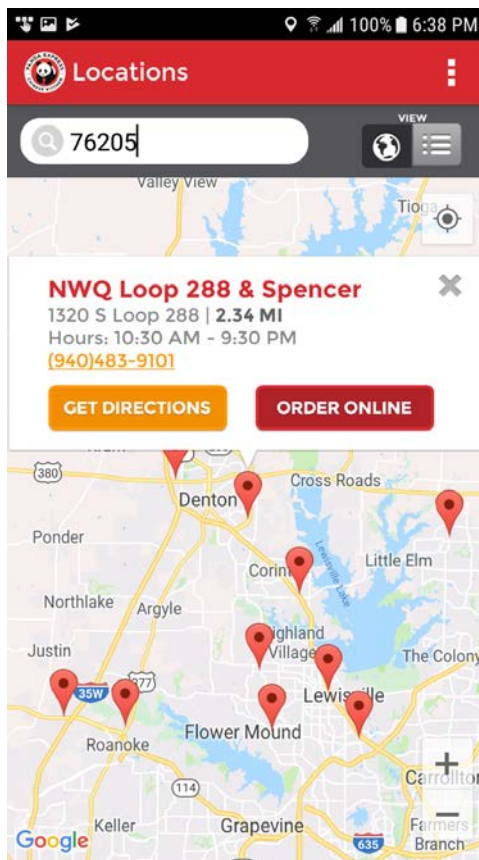 100% 6:38 PM
PANDA EXPRESS
Locations
76205
VIEW
Valley View
Tioga
NWQ Loop 288 & Spencer
1320 S Loop 288 | 2.34 MI
Hours: 10:30 AM - 9:30 PM
(940)483-9101
GET DIRECTIONS
ORDER ONLINE
380
Denton
Cross Roads
Ponder
Little Elm
Corint
Northlake
Argyle
Lewisville Lake
Justin
Highland
Village
The Colony
35W
377
Lewisville
Flower Mound
Roanoke
114
+
Carrollton
Keller
Grapevine
Farmers
Branch
635
Google